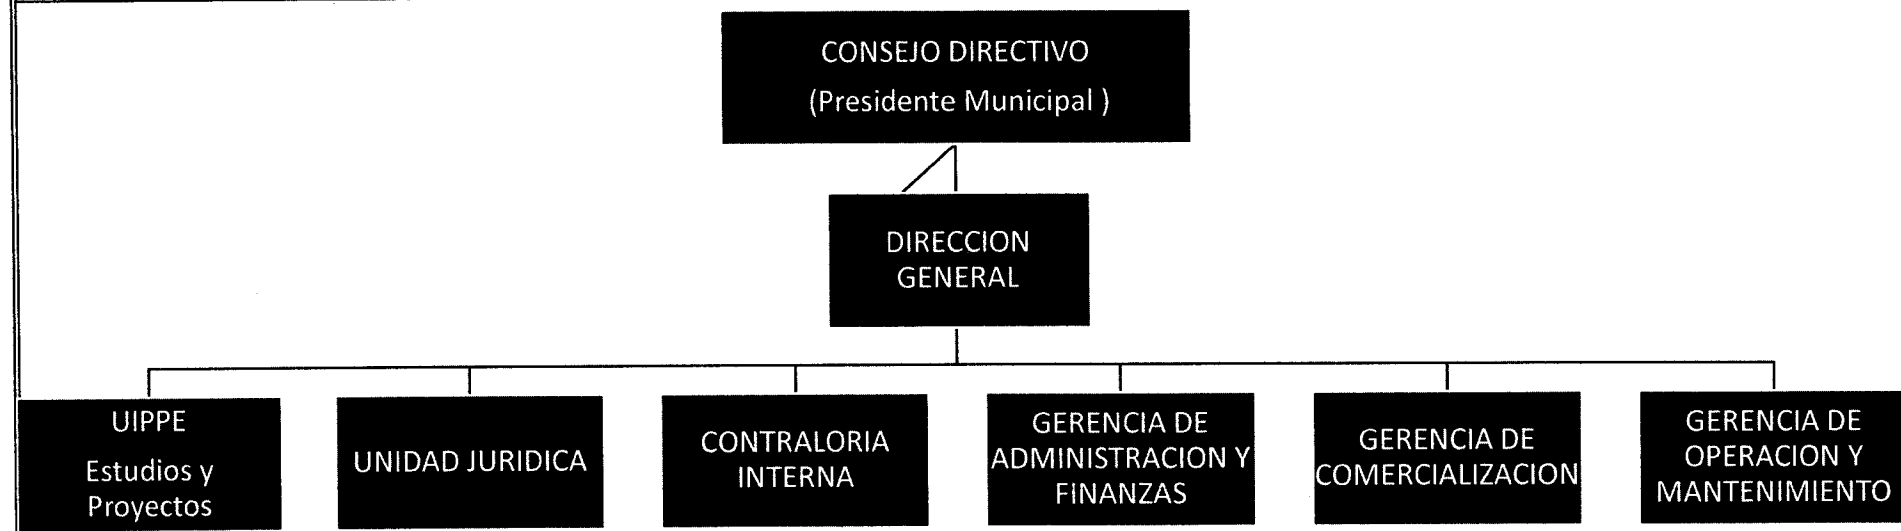 CONSEJO DIRECTIVO
(Presidente Municipal )
DIRECCION
GENERAL
UIPPE
Estudios y
Proyectos
UNIDAD JURIDICA
CONTRALORIA
INTERNA
GERENCIA DE
ADMINISTRACION Y
FINANZAS
GERENCIA DE
COMERCIALIZACION
GERENCIA DE
OPERACION Y
MANTENIMIENTO